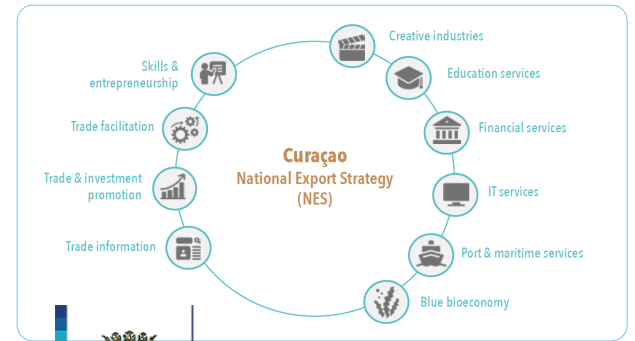 Creative industries
Education services
Financial services
IT services
Port & maritime services
Blue bioeconomy
Skills &
entrepreneurship
Trade facilitation
Trade & investment
promotion
Trade information
Curaçao
National Export Strategy
(NES)